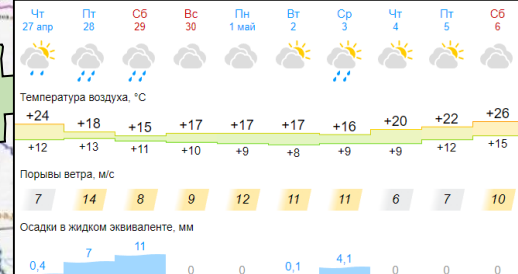 Чт Пт Сб Вс Пн Вт Ср Чт Пт Сб
27 апр 28 29 30 1 май 2 3 4 5 6
Температура воздуха, °C
+24 +18 +15 +17 +17 +17 +16 +20 +22 +26
+12 +13 +11 +10 +9 +8 +9 +9 +12 +15
Порывы ветра, м/с
7 14 8 9 12 11 11 6 7 10
Осадки в жидком эквиваленте, мм
0,4 7 11 0 0 0,1 4,1 0 0 0